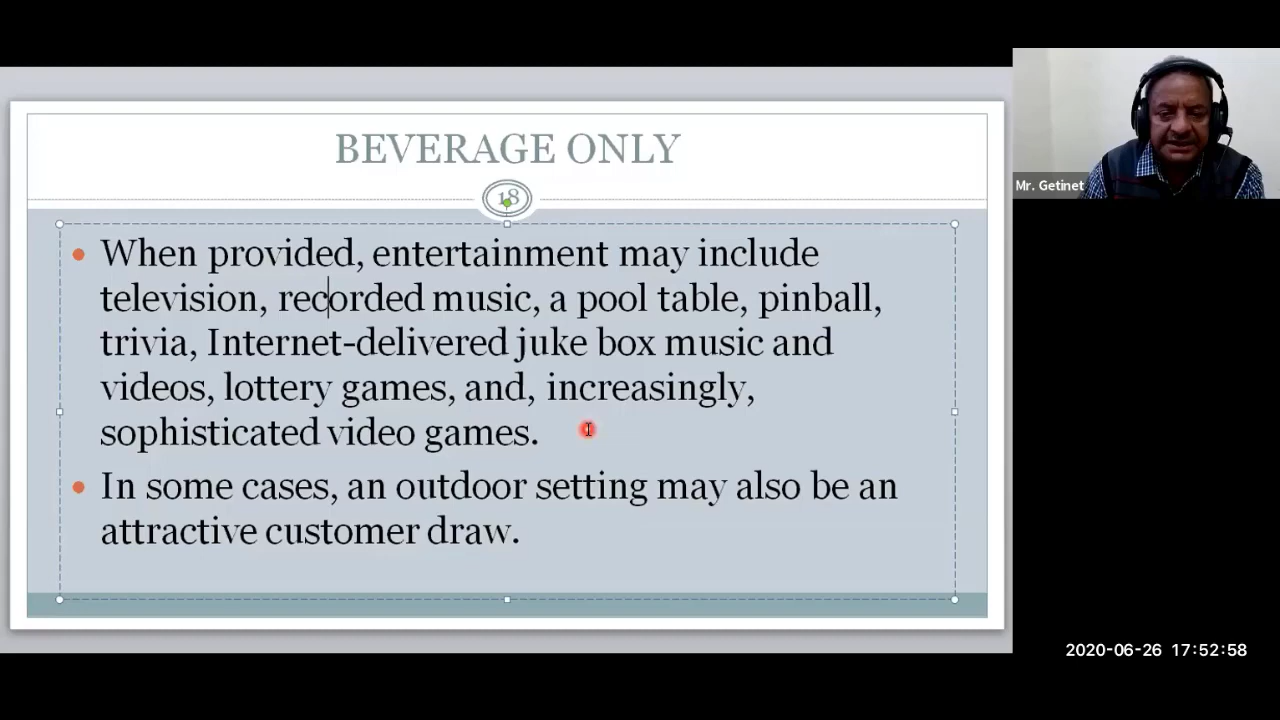 BEVERAGE ONLY
18
When provided, entertainment may include
television, recorded music, a pool table, pinball,
trivia, Internet-delivered juke box music and
videos, lottery games, and, increasingly,
sophisticated video games.
In some cases, an outdoor setting may also be an
attractive customer draw.
Mr. Getinet
2020-06-26 17:52:58